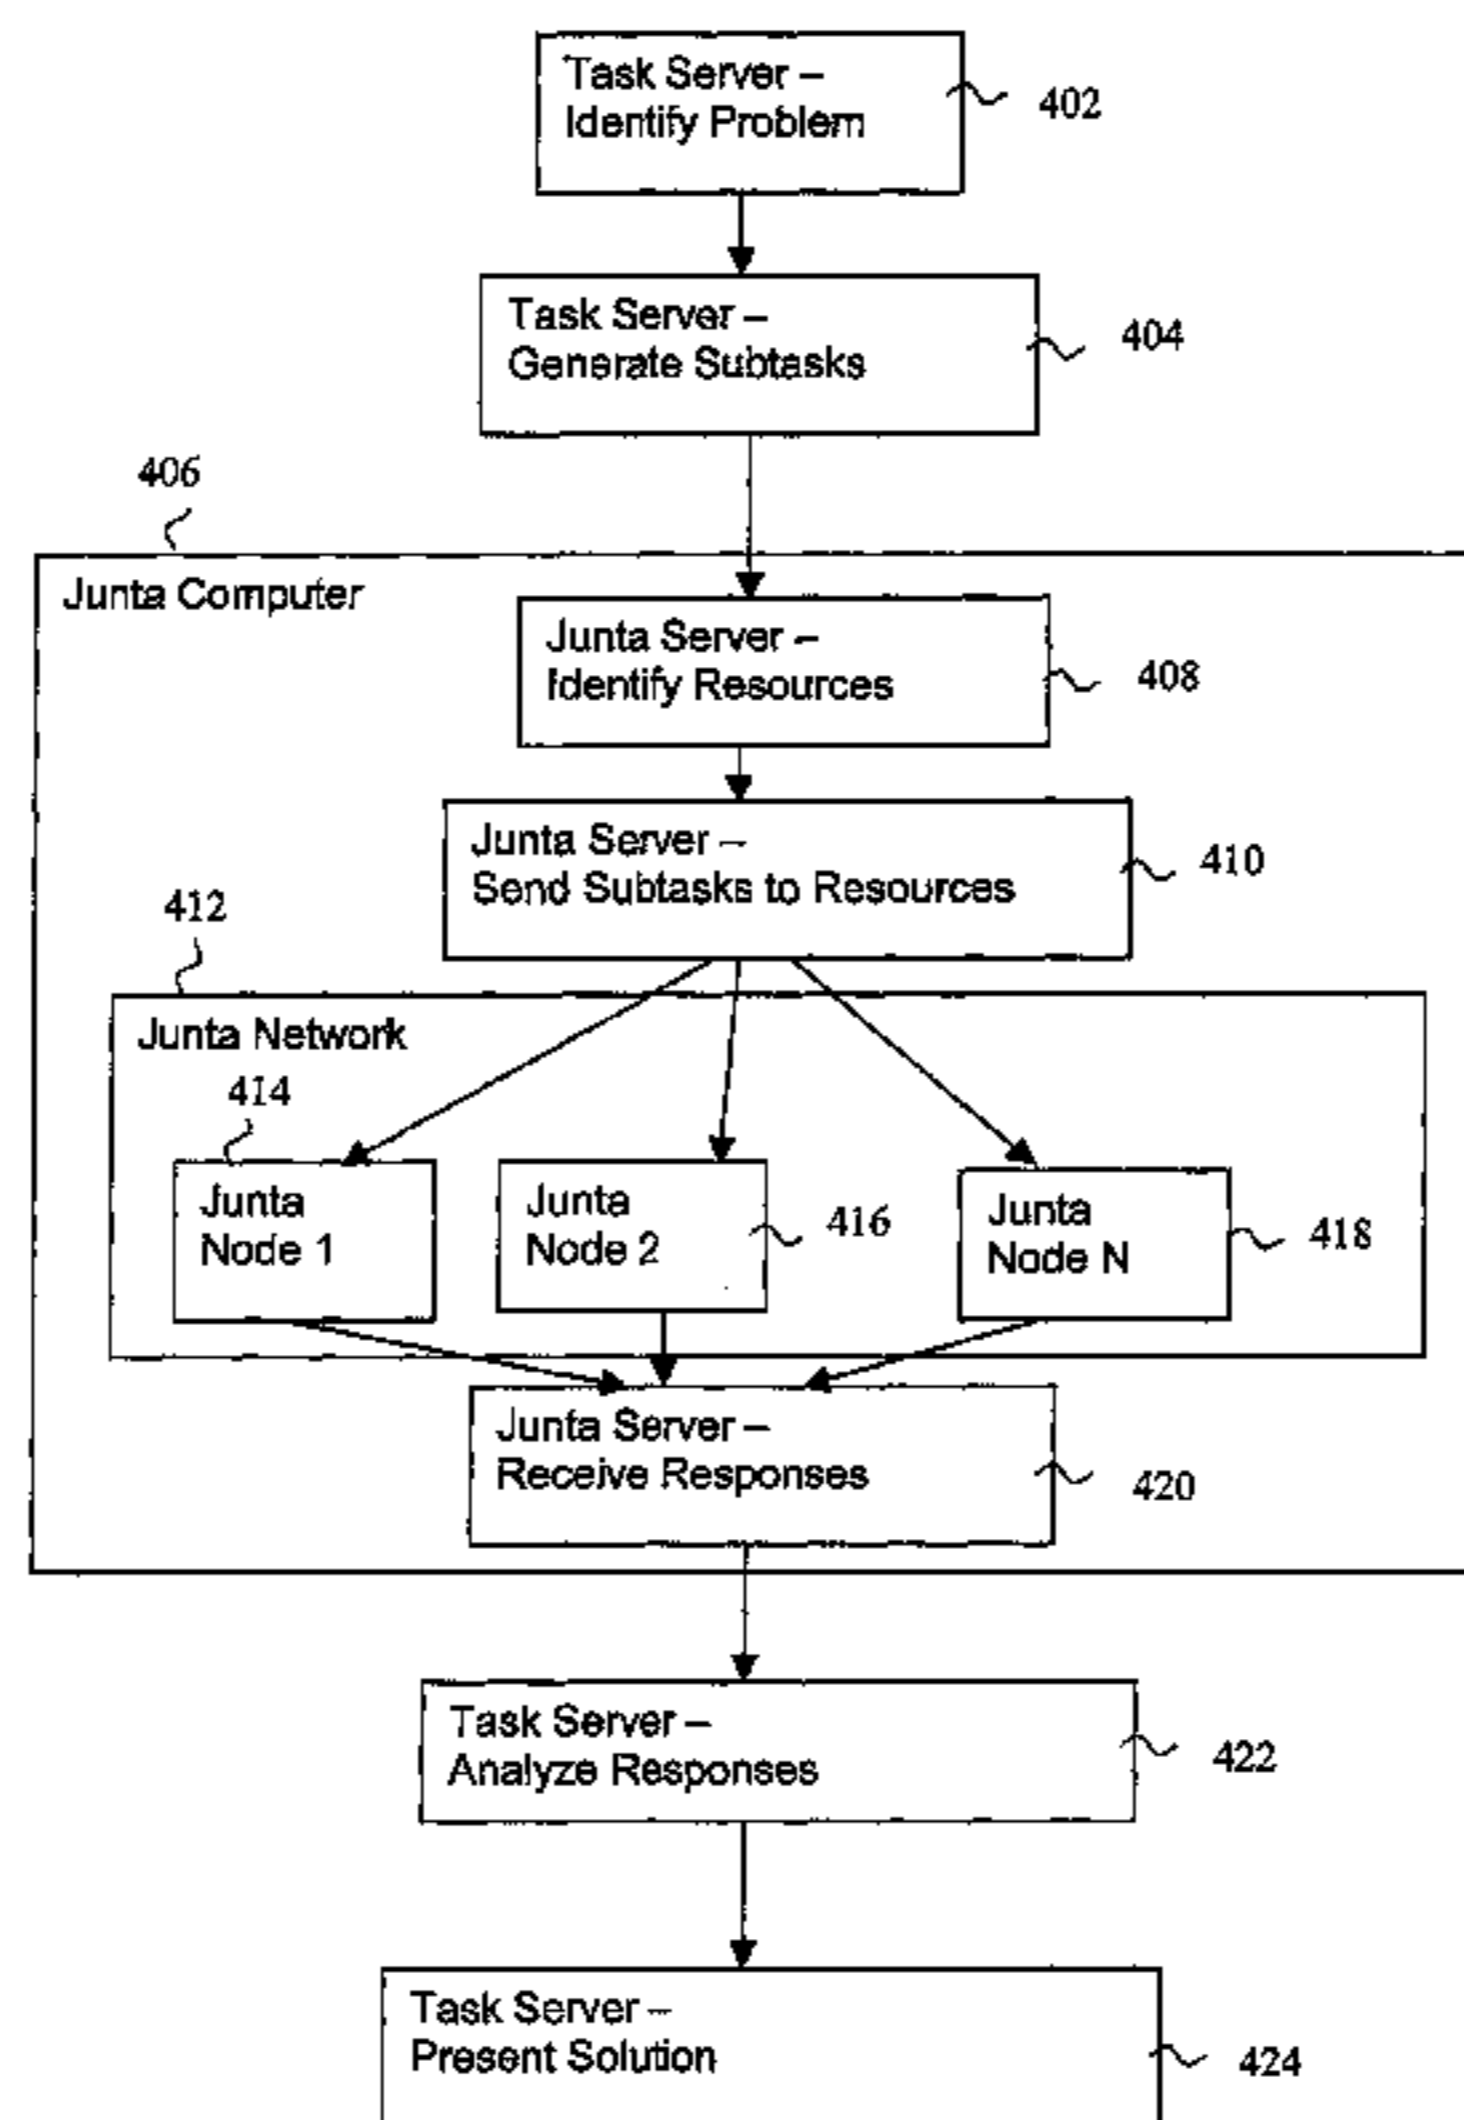 Task Server –
Identify Problem
402
Task Server –
Generate Subtasks
404
406
Junta Computer
Junta Server –
Identify Resources
408
Junta Server –
Send Subtasks to Resources
410
412
Junta Network
414
Junta
Node 1
Junta
Node 2
416
Junta
Node N
418
Junta Server –
Receive Responses
420
Task Server –
Analyze Responses
422
Task Server –
Present Solution
424